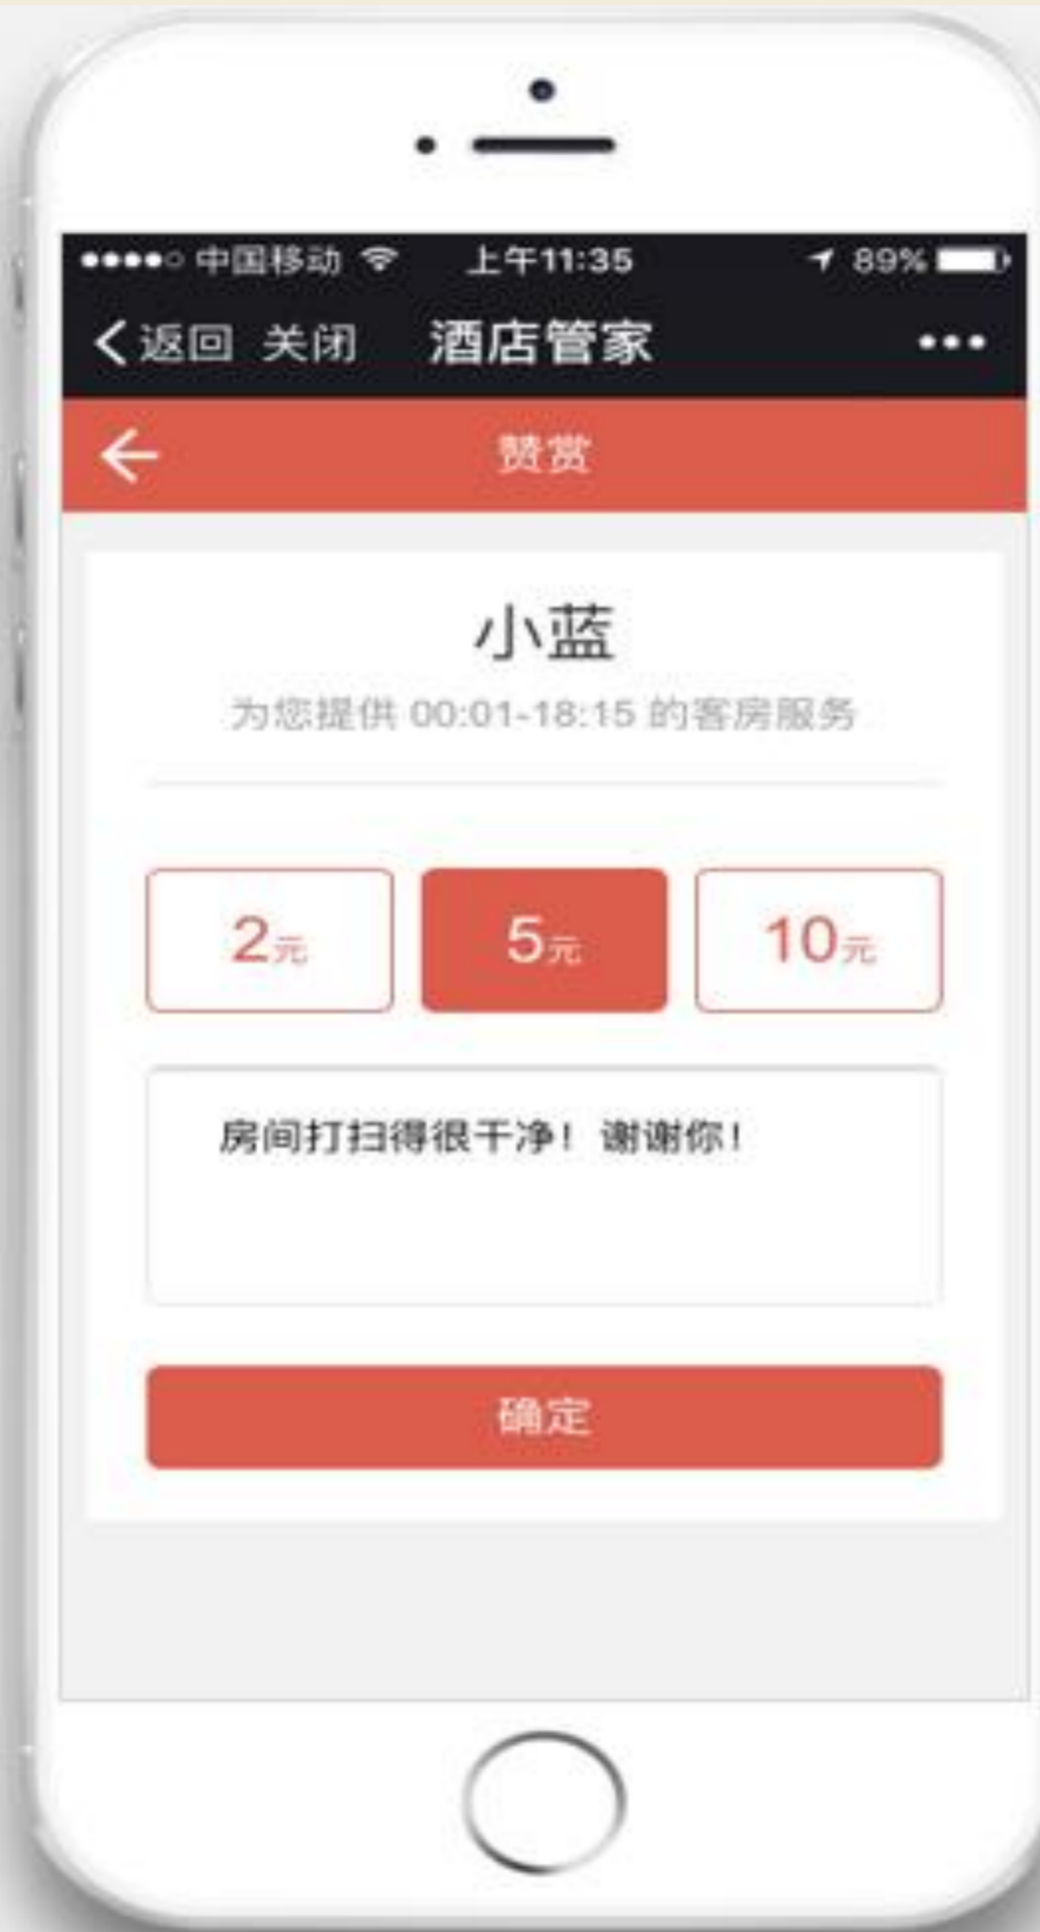 中国移动 上午11:35 89%
返回 关闭 酒店管家
赞赏
小蓝
为您提供 00:01-18:15 的客房服务
2元 5元 10元
房间打扫得很干净！谢谢你！
确定